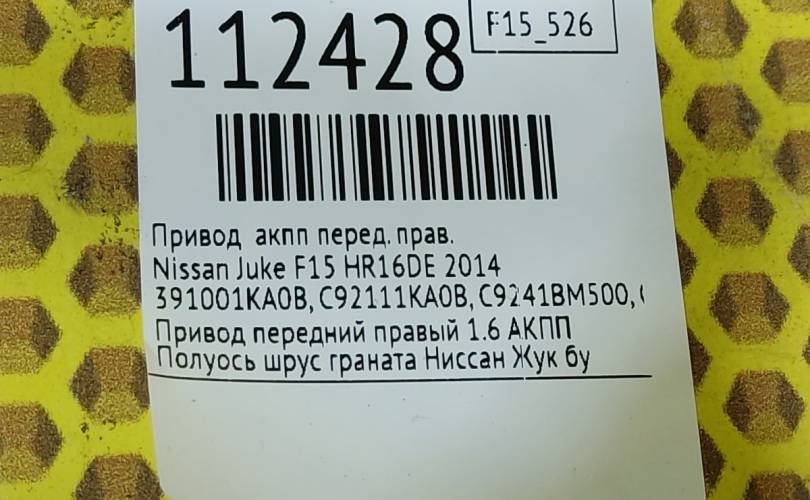 112428
F15_526
Привод акпп перед. прав.
Nissan Juke F15 HR16DE 2014
391001KA0B, C92111KA0B, C9241BM500,
Привод передний правый 1.6 АКПП
Полуось шрус граната Ниссан Жук бу